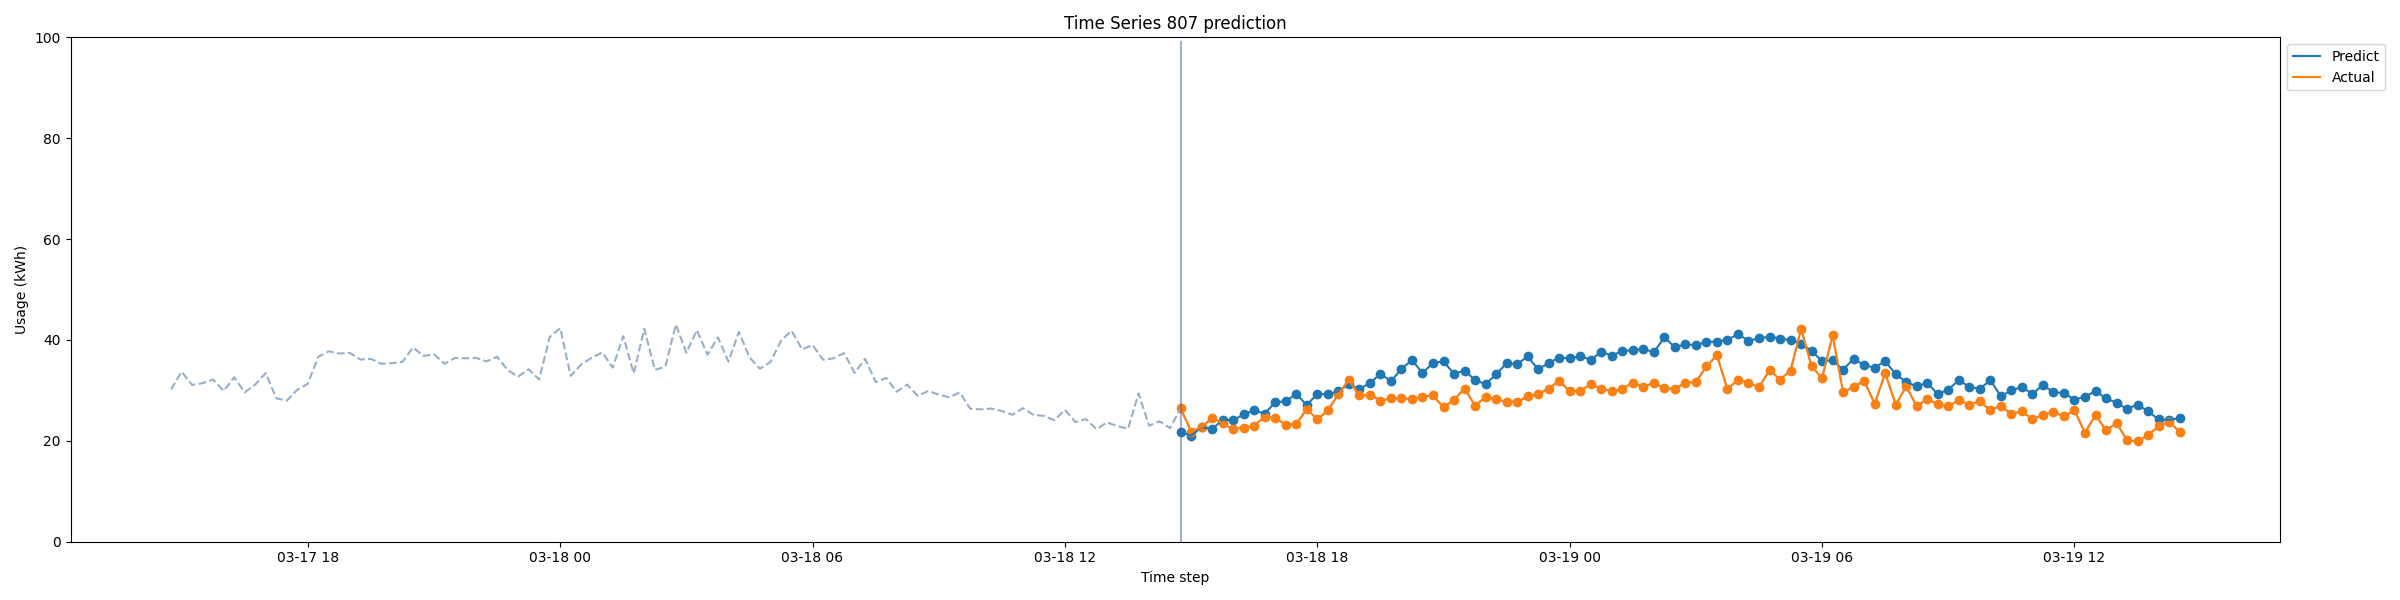 Time Series 807 prediction
Predict
Actual
Usage (kWh)
100
80
60
40
20
0
03-17 18
03-18 00
03-18 06
03-18 12
03-18 18
03-19 00
03-19 06
03-19 12
Time step